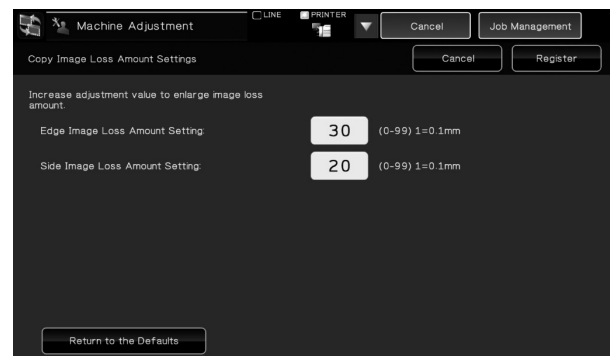 Machine Adjustment
LINE
PRINTER
Cancel
Job Management
Copy Image Loss Amount Settings
Cancel
Register
Increase adjustment value to enlarge image loss
amount.
Edge Image Loss Amount Setting:
30
(0-99) 1=0.1mm
Side Image Loss Amount Setting:
20
(0-99) 1=0.1mm
Return to the Defaults